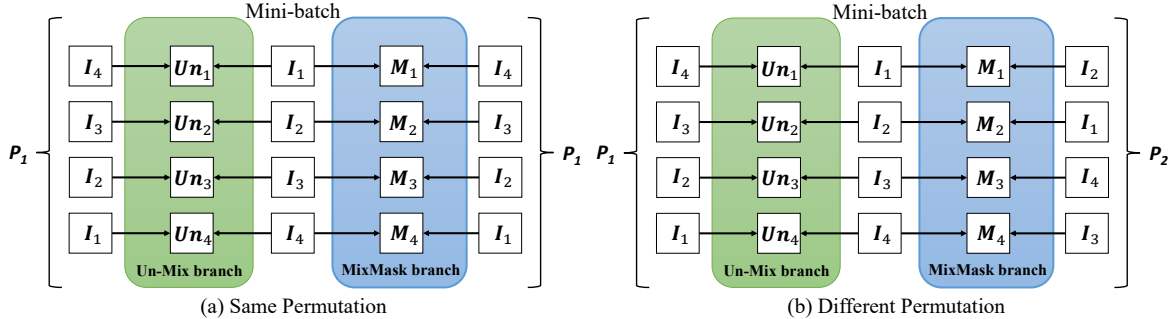 Mini-batch
I₄ Un₁ I₁ M₁ I₄
I₃ Un₂ I₂ M₂ I₃
P₁ P₁
I₂ Un₃ I₃ M₃ I₂
I₁ Un₄ I₄ M₄ I₁
Un-Mix branch MixMask branch
(a) Same Permutation
Mini-batch
I₄ Un₁ I₁ M₁ I₂
I₃ Un₂ I₂ M₂ I₁
P₁ P₂
I₂ Un₃ I₃ M₃ I₄
I₁ Un₄ I₄ M₄ I₃
Un-Mix branch MixMask branch
(b) Different Permutation